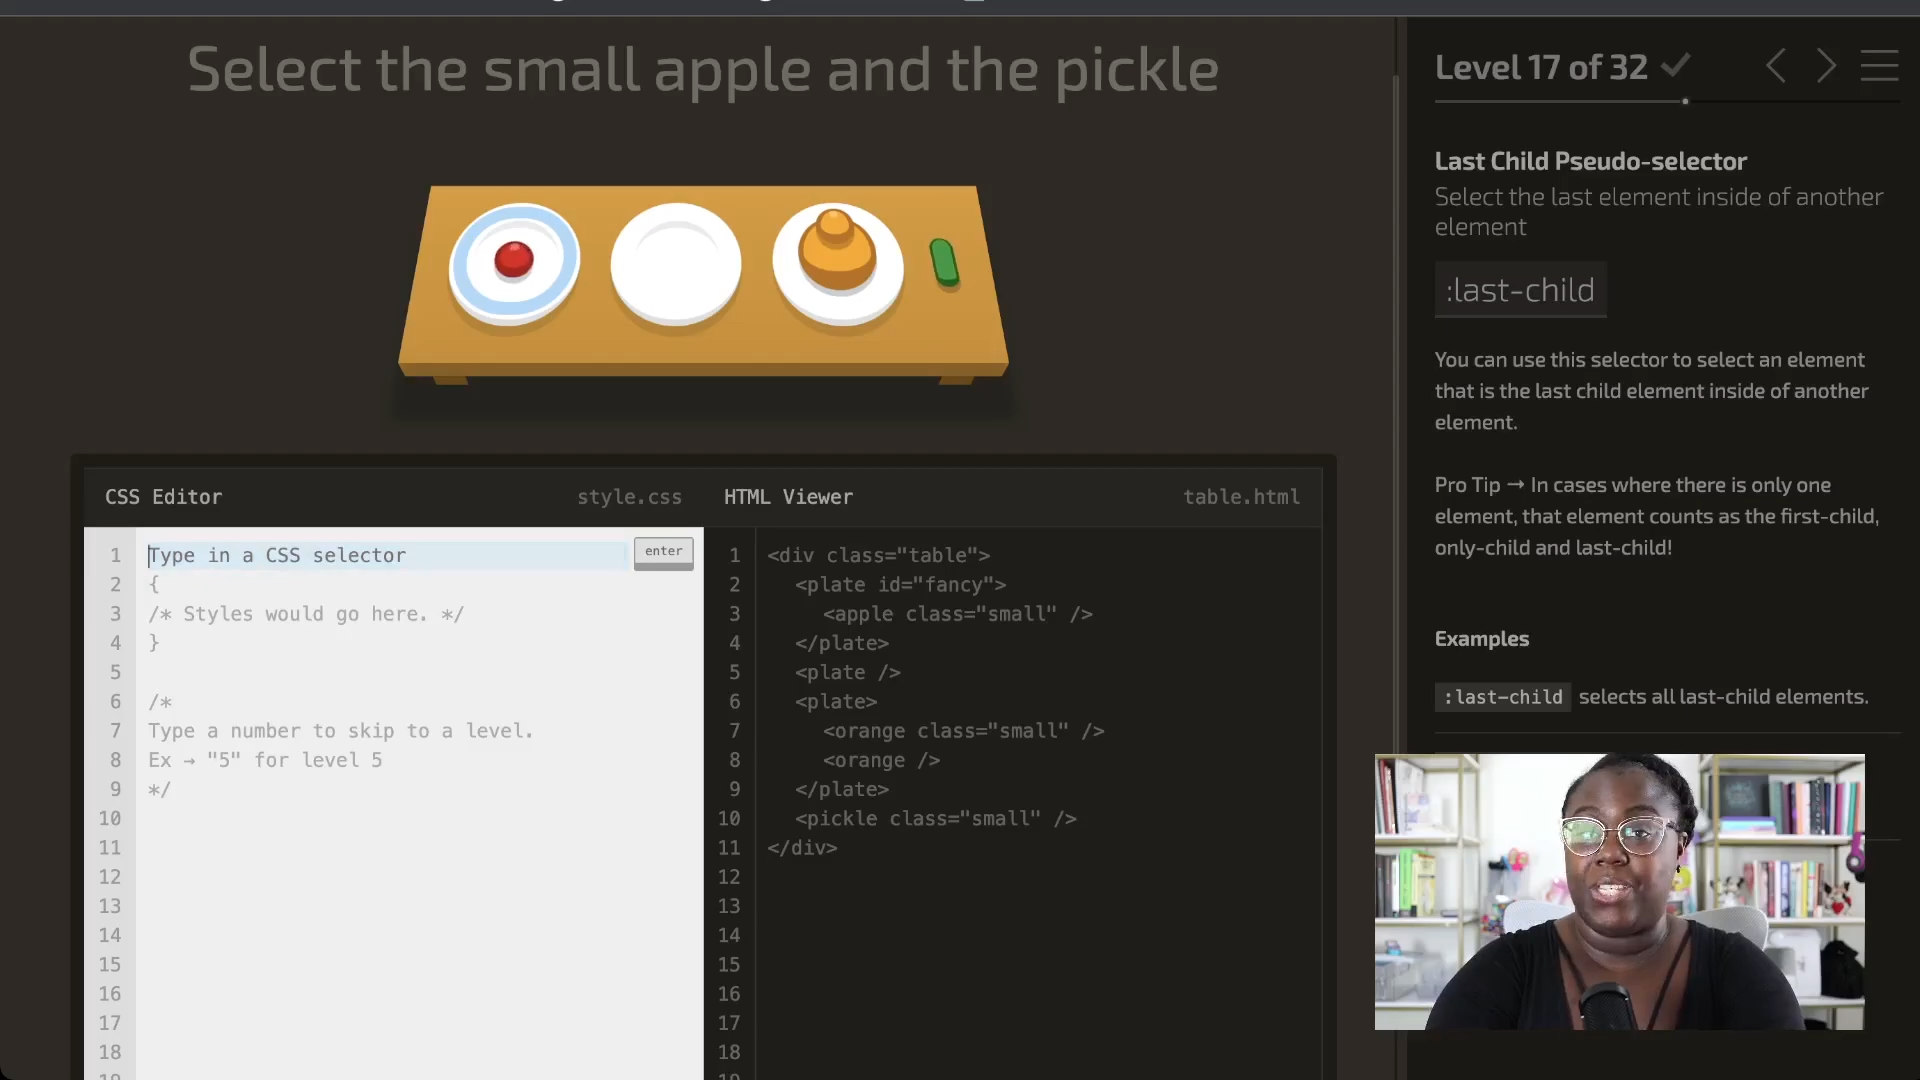 Select the small apple and the pickle
Level 17 of 32
Last Child Pseudo-selector
Select the last element inside of another
element
:last-child
You can use this selector to select an element
that is the last child element inside of another
element.
Pro Tip → In cases where there is only one
element, that element counts as the first-child,
only-child and last-child!
Examples
:last-child selects all last-child elements.
CSS Editor
style.css
1 Type in a CSS selector
enter
2 {
3 /* Styles would go here. */
4 }
5
6 /*
7 Type a number to skip to a level.
8 Ex → "5" for level 5
9 */
10
11
12
13
14
15
16
17
18
HTML Viewer
table.html
1 <div class="table">
2 <plate id="fancy">
3 <apple class="small" />
4 </plate>
5 <plate />
6 <plate>
7 <orange class="small" />
8 <orange />
9 </plate>
10 <pickle class="small" />
11 </div>
12
13
14
15
16
17
18